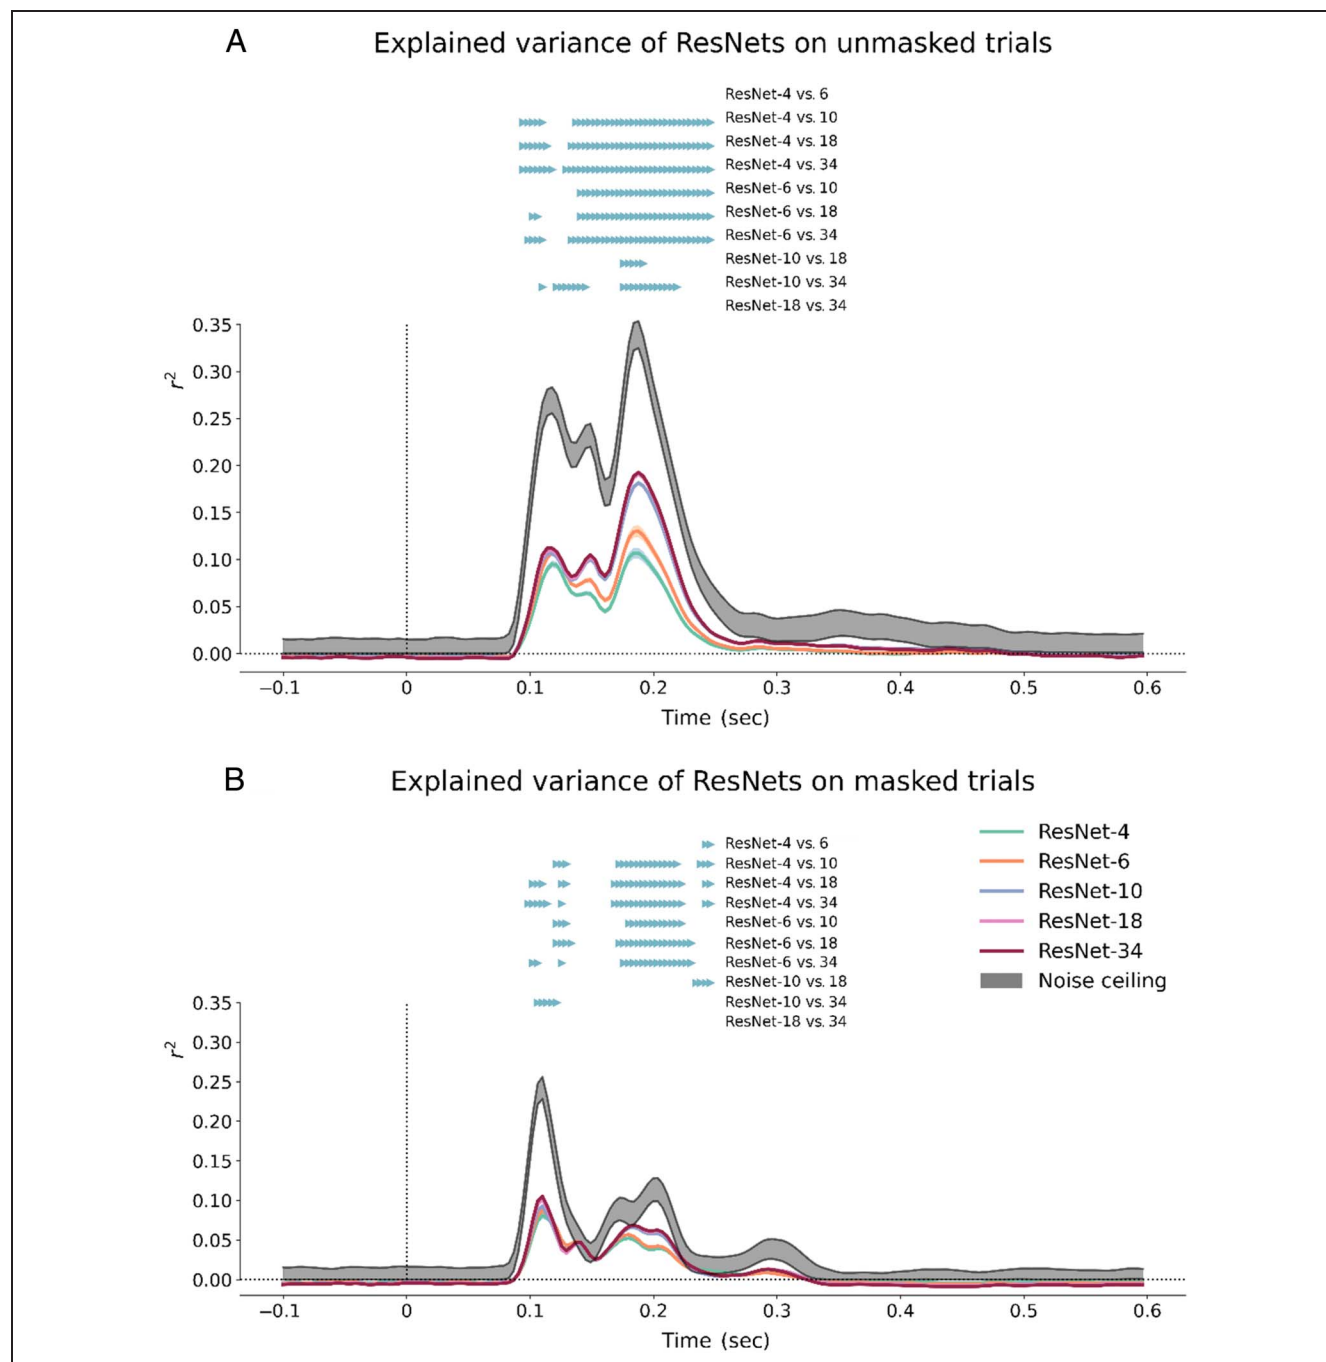 A
Explained variance of ResNets on unmasked trials
ResNet-4 vs. 6
ResNet-4 vs. 10
ResNet-4 vs. 18
ResNet-4 vs. 34
ResNet-6 vs. 10
ResNet-6 vs. 18
ResNet-6 vs. 34
ResNet-10 vs. 18
ResNet-10 vs. 34
ResNet-18 vs. 34
r²
0.35
0.30
0.25
0.20
0.15
0.10
0.05
0.00
−0.1 0 0.1 0.2 0.3 0.4 0.5 0.6
Time (sec)
B
Explained variance of ResNets on masked trials
ResNet-4 vs. 6
ResNet-4 vs. 10
ResNet-4 vs. 18
ResNet-4 vs. 34
ResNet-6 vs. 10
ResNet-6 vs. 18
ResNet-6 vs. 34
ResNet-10 vs. 18
ResNet-10 vs. 34
ResNet-18 vs. 34
ResNet-4
ResNet-6
ResNet-10
ResNet-18
ResNet-34
Noise ceiling
r²
0.35
0.30
0.25
0.20
0.15
0.10
0.05
0.00
−0.1 0 0.1 0.2 0.3 0.4 0.5 0.6
Time (sec)